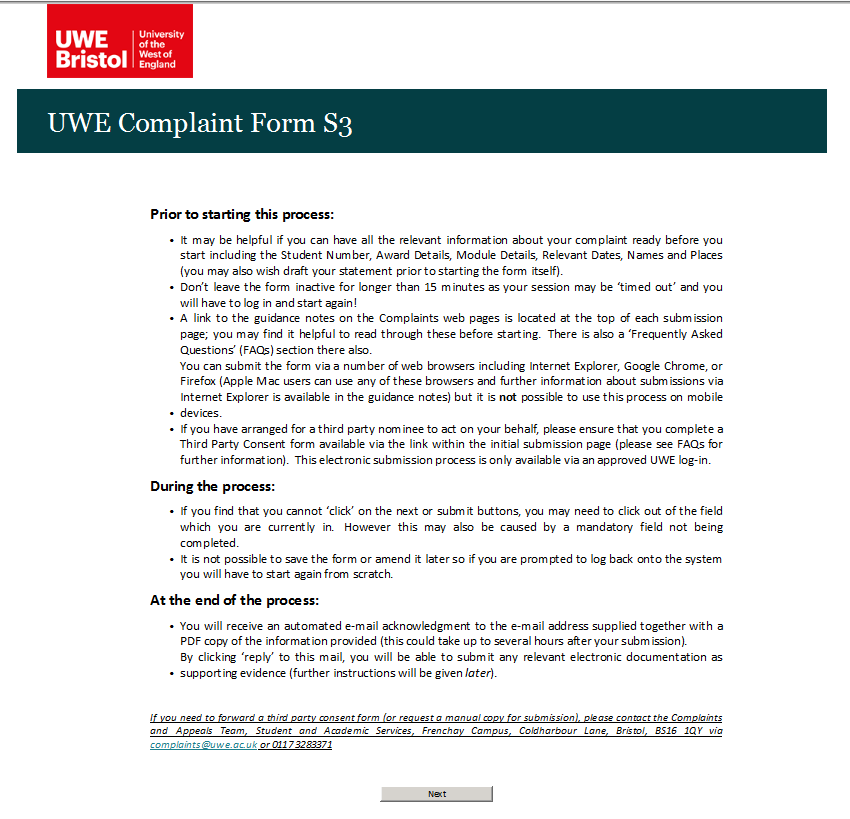 UWE Bristol
University of the West of England
UWE Complaint Form S3
Prior to starting this process:
• It may be helpful if you can have all the relevant information about your complaint ready before you
start including the Student Number, Award Details, Module Details, Relevant Dates, Names and Places
(you may also wish draft your statement prior to starting the form itself).
• Don't leave the form inactive for longer than 15 minutes as your session may be 'timed out' and you
will have to log in and start again!
• A link to the guidance notes on the Complaints web pages is located at the top of each submission
page; you may find it helpful to read through these before starting. There is also a 'Frequently Asked
Questions' (FAQs) section there also.
You can submit the form via a number of web browsers including Internet Explorer, Google Chrome, or
Firefox (Apple Mac users can use any of these browsers and further information about submissions via
Internet Explorer is available in the guidance notes) but it is not possible to use this process on mobile
• devices.
• If you have arranged for a third party nominee to act on your behalf, please ensure that you complete a
Third Party Consent form available via the link within the initial submission page (please see FAQs for
further information). This electronic submission process is only available via an approved UWE log-in.
During the process:
• If you find that you cannot 'click' on the next or submit buttons, you may need to click out of the field
which you are currently in. However this may also be caused by a mandatory field not being
completed.
• It is not possible to save the form or amend it later so if you are prompted to log back onto the system
you will have to start again from scratch.
At the end of the process:
• You will receive an automated e-mail acknowledgment to the e-mail address supplied together with a
PDF copy of the information provided (this could take up to several hours after your submission).
By clicking 'reply' to this mail, you will be able to submit any relevant electronic documentation as
• supporting evidence (further instructions will be given later).
If you need to forward a third party consent form (or request a manual copy for submission), please contact the Complaints
and Appeals Team, Student and Academic Services, Frenchay Campus, Coldharbour Lane, Bristol, BS16 1QY via
complaints@uwe.ac.uk or 01173283371
Next